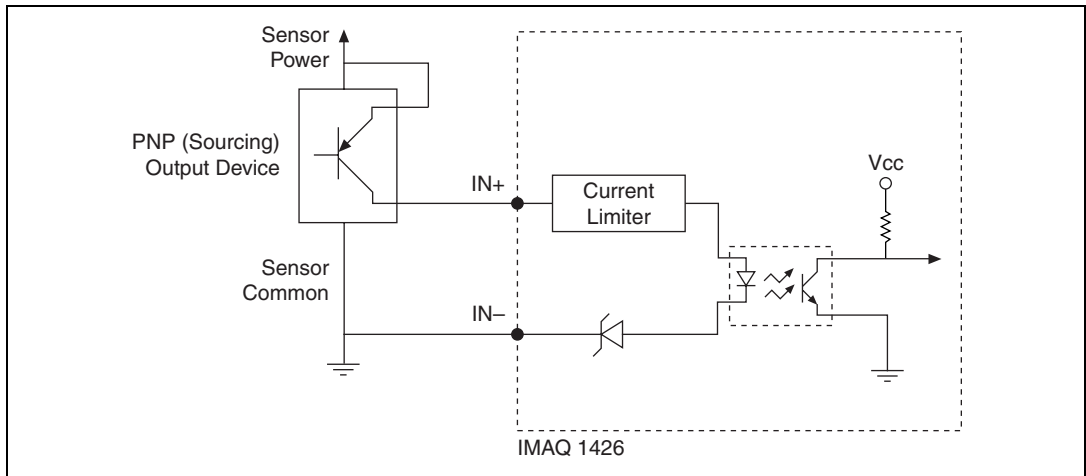 Sensor
Power
PNP (Sourcing)
Output Device
IN+
Current
Limiter
Vcc
Sensor
Common
IN–
IMAQ 1426